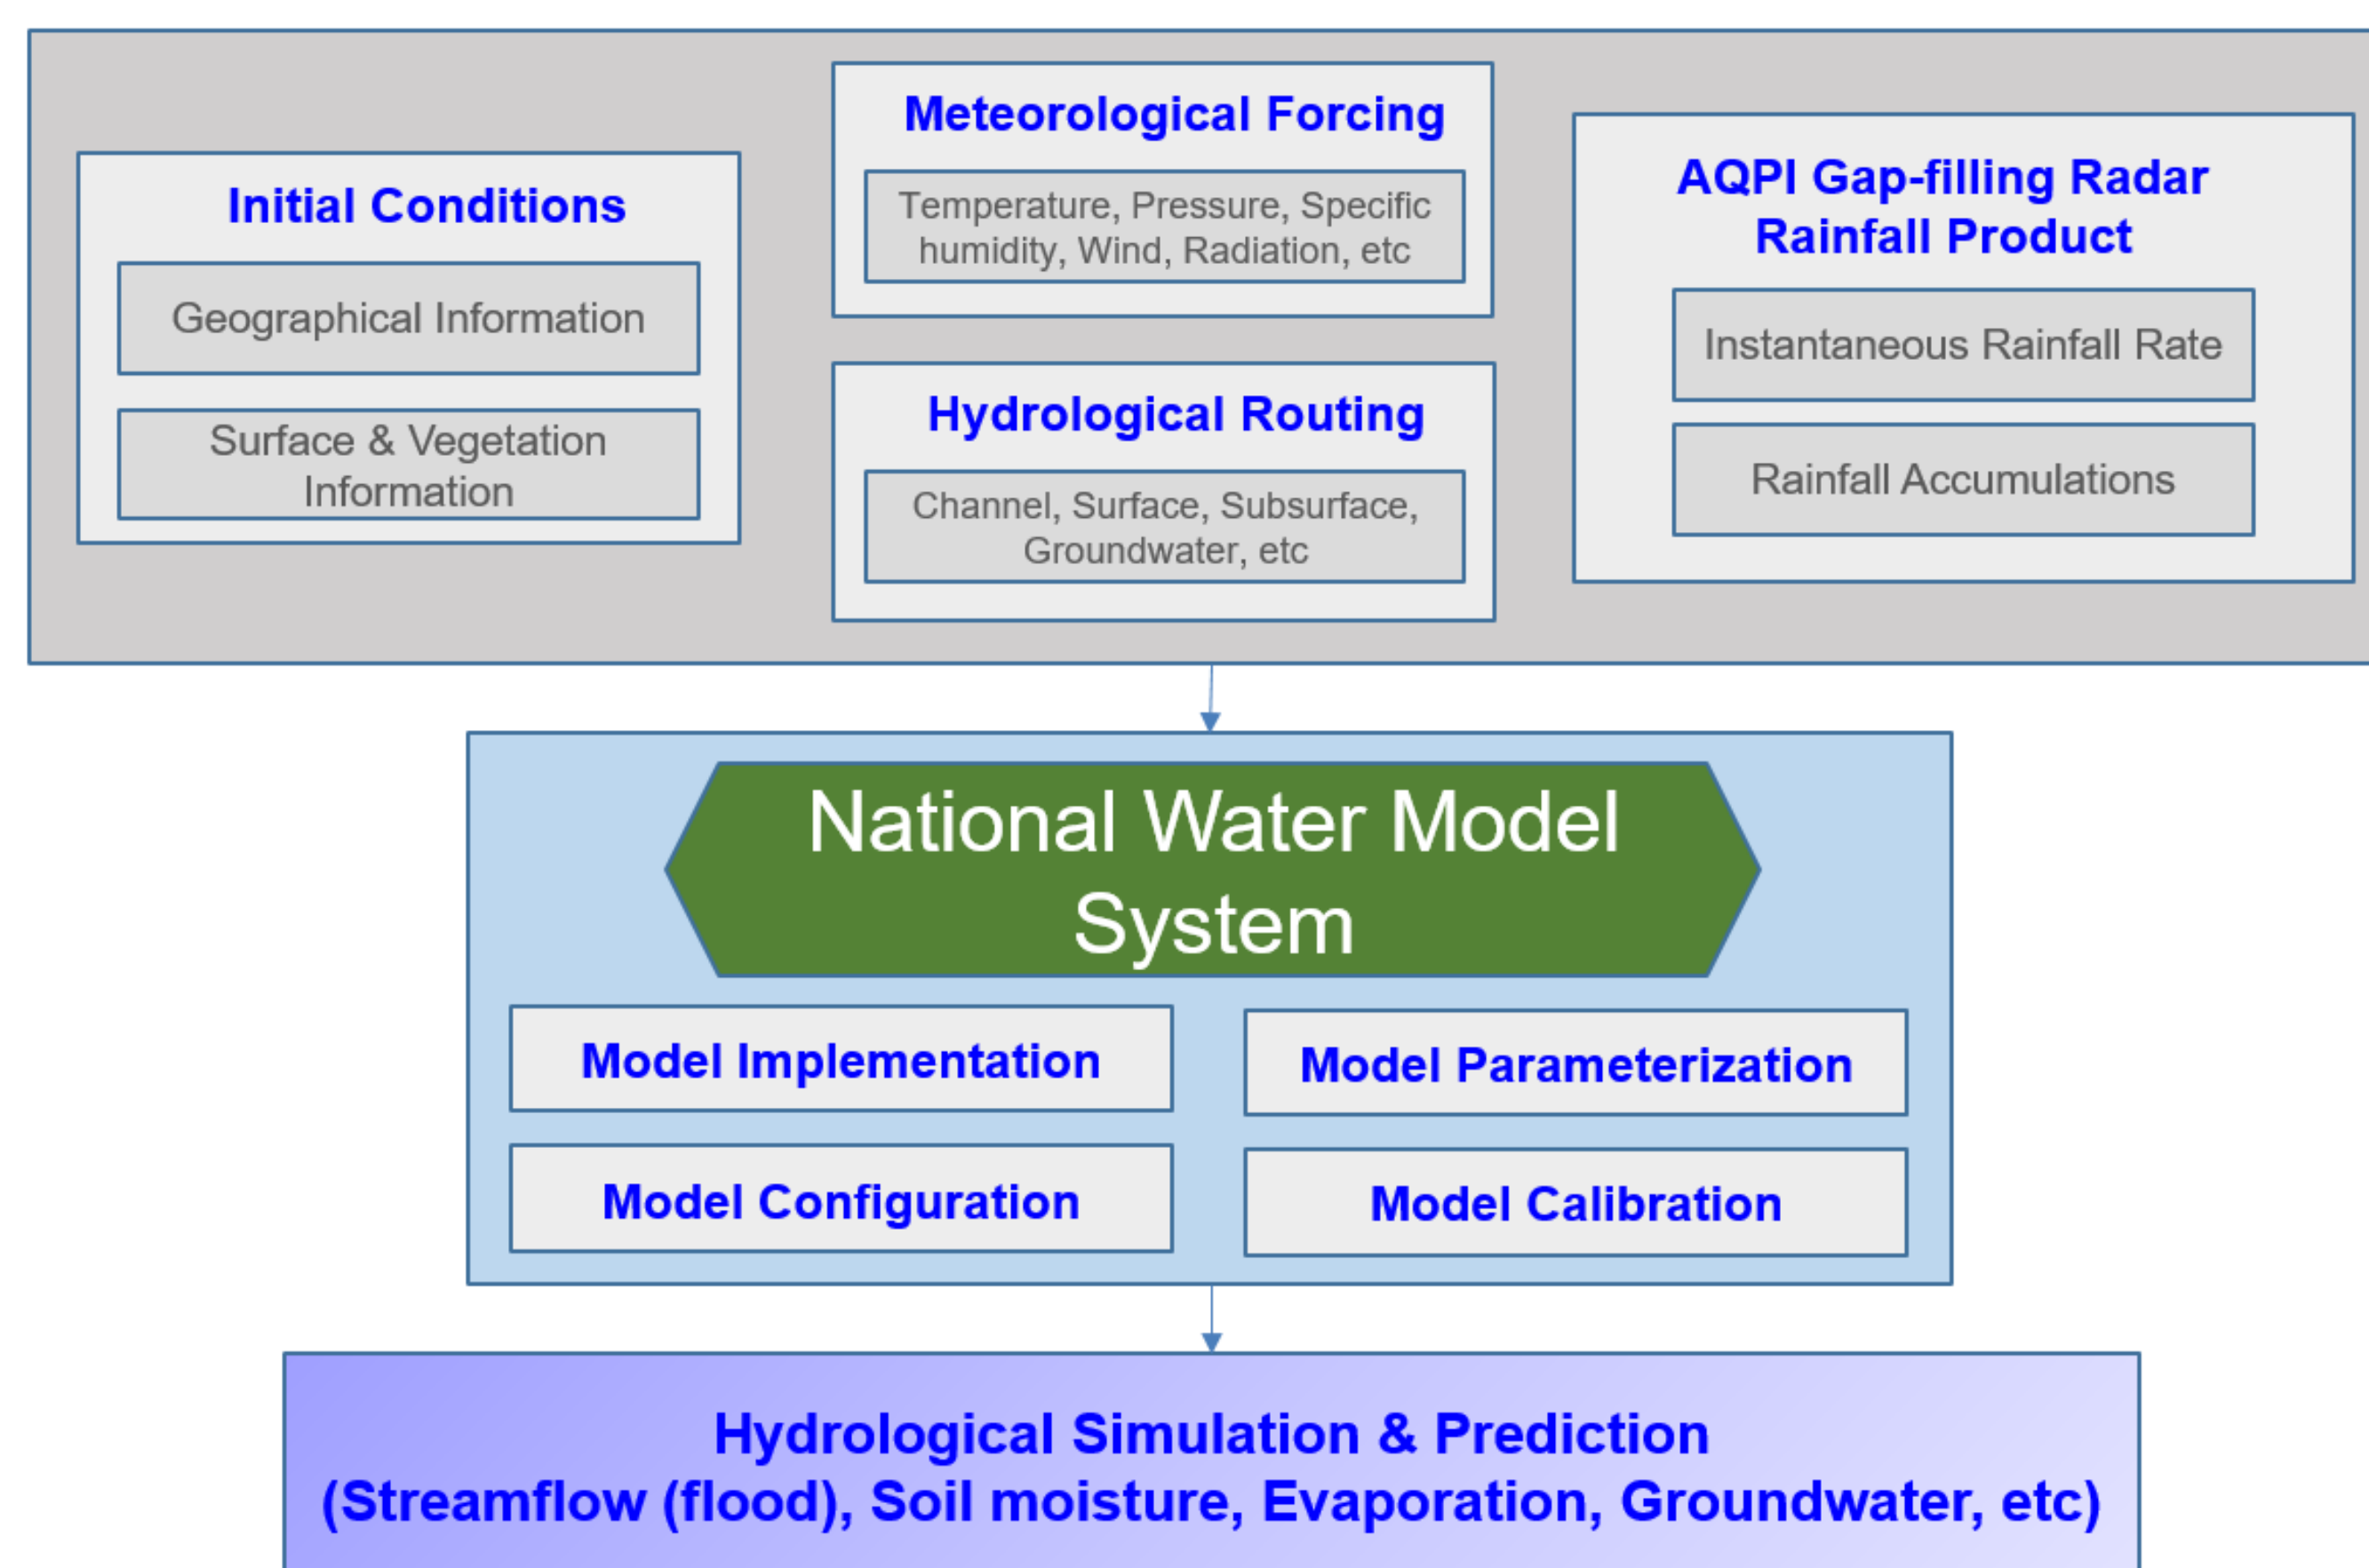 Initial Conditions
Geographical Information
Surface & Vegetation
Information
Meteorological Forcing
Temperature, Pressure, Specific
humidity, Wind, Radiation, etc
Hydrological Routing
Channel, Surface, Subsurface,
Groundwater, etc
AQPI Gap-filling Radar
Rainfall Product
Instantaneous Rainfall Rate
Rainfall Accumulations
National Water Model
System
Model Implementation
Model Parameterization
Model Configuration
Model Calibration
Hydrological Simulation & Prediction
(Streamflow (flood), Soil moisture, Evaporation, Groundwater, etc)